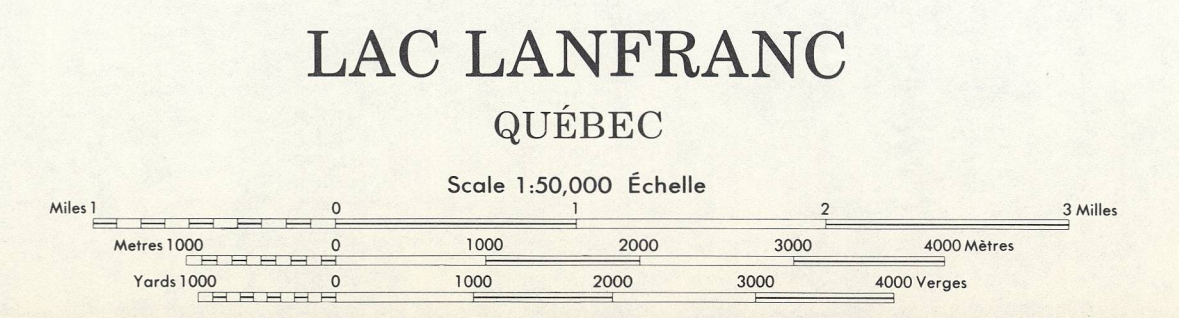 LAC LANFRANC
QUÉBEC
Scale 1:50,000 Échelle
Miles 1 0 1 2 3 Milles
Metres 1000 0 1000 2000 3000 4000 Mètres
Yards 1000 0 1000 2000 3000 4000 Verges